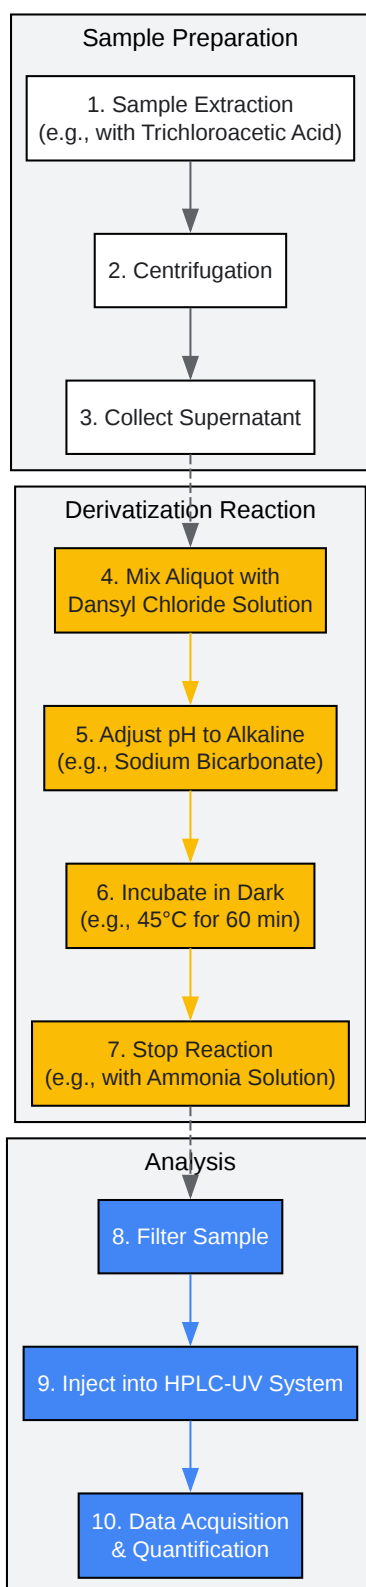 Sample Preparation
1. Sample Extraction
(e.g., with Trichloroacetic Acid)
2. Centrifugation
3. Collect Supernatant
Derivatization Reaction
4. Mix Aliquot with
Dansyl Chloride Solution
5. Adjust pH to Alkaline
(e.g., Sodium Bicarbonate)
6. Incubate in Dark
(e.g., 45°C for 60 min)
7. Stop Reaction
(e.g., with Ammonia Solution)
Analysis
8. Filter Sample
9. Inject into HPLC-UV System
10. Data Acquisition
& Quantification